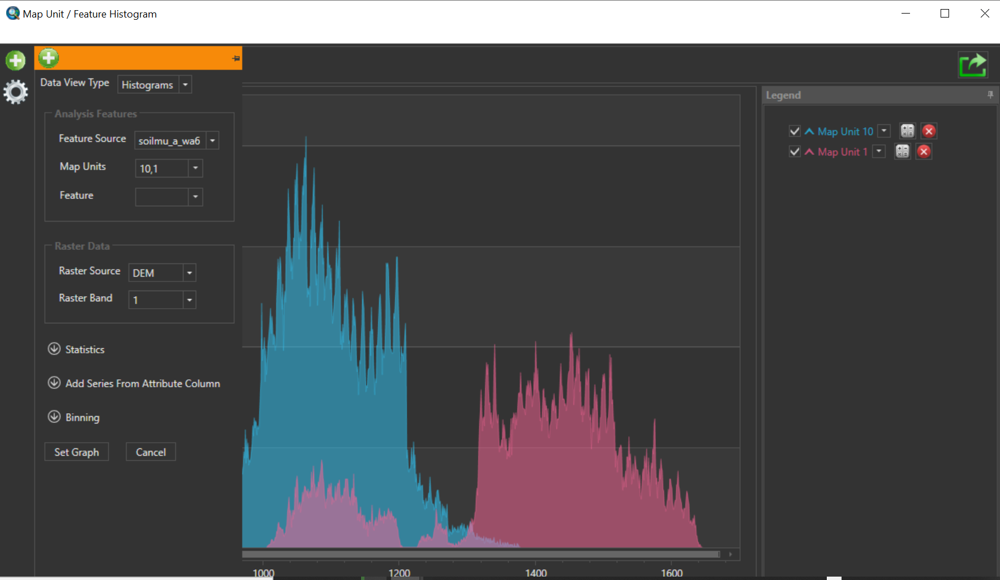 Map Unit / Feature Histogram
Data View Type Histograms
Legend
Analysis Features
Feature Source soilmu_a_wa6
Map Units 10,1
Feature
Map Unit 10
Map Unit 1
Raster Data
Raster Source DEM
Raster Band 1
Statistics
Add Series From Attribute Column
Binning
Set Graph Cancel
1000 1200 1400 1600